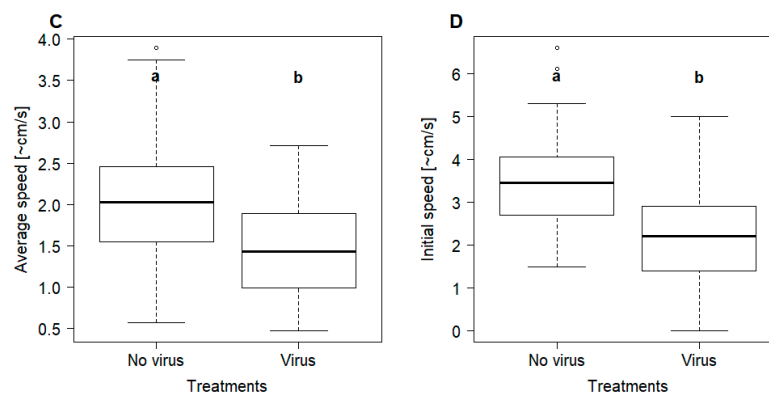 C
Average speed [~cm/s]
4.0
3.5
3.0
2.5
2.0
1.5
1.0
0.5
a
b
No virus
Virus
Treatments
D
Initial speed [~cm/s]
6
5
4
3
2
1
0
a
b
No virus
Virus
Treatments